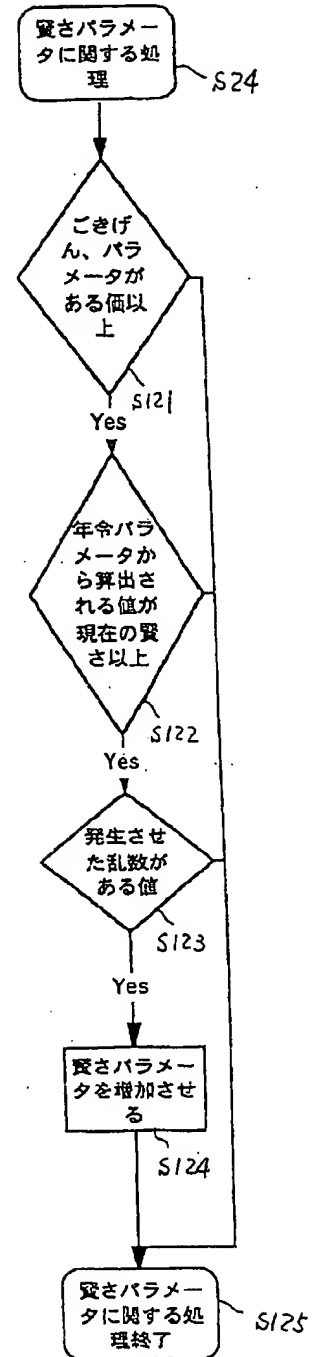 賢さパラメー
タに関する処
理
S24
ごきげ
ん、パラ
メータが
ある価以
上
S121
Yes
年令パラ
メータか
ら算出さ
れる値が
現在の賢
さ以上
S122
Yes
発生させ
た乱数が
ある値
S123
Yes
賢さパラメー
タを増加させ
る
S124
賢さパラメー
タに関する処
理終了
S125